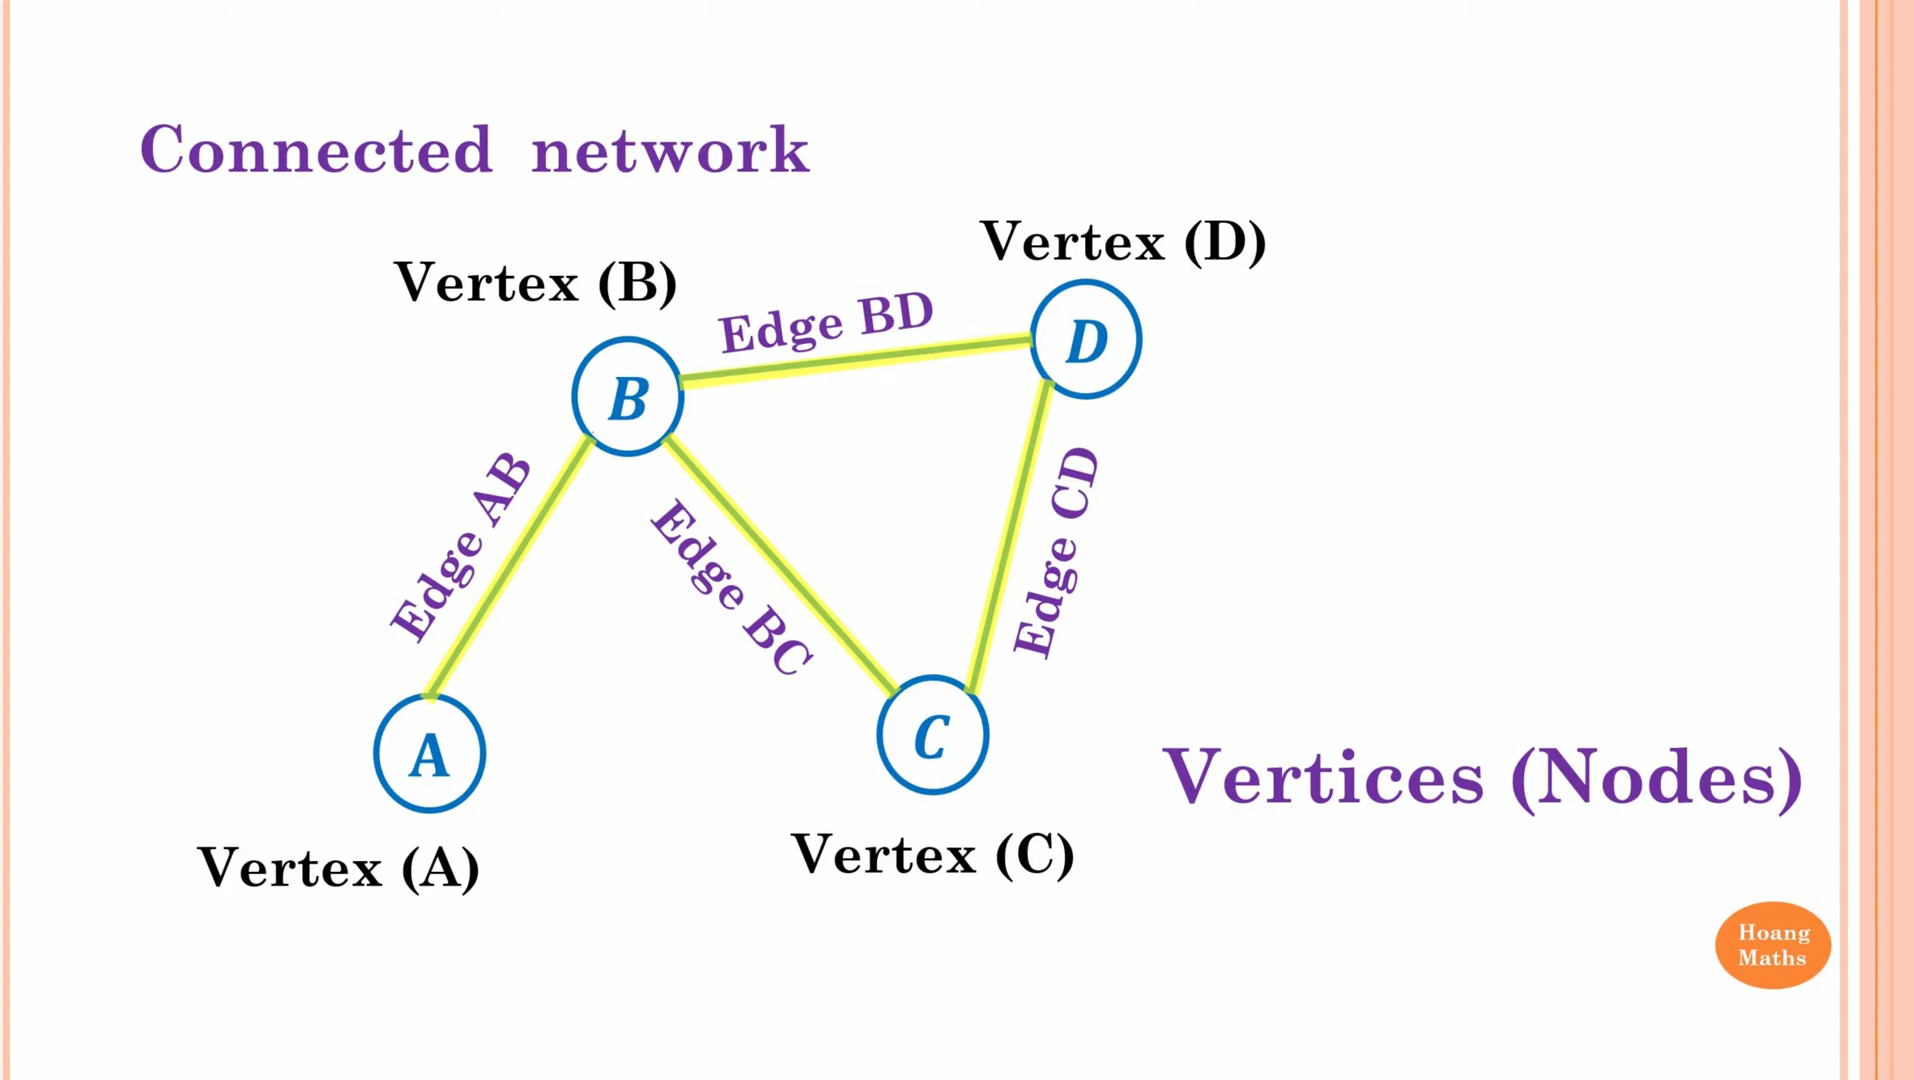 Connected network
Vertex (D)
Vertex (B)
Edge BD
D
B
Edge AB
Edge BC
Edge CD
A
C
Vertices (Nodes)
Vertex (C)
Vertex (A)
Hoang
Maths